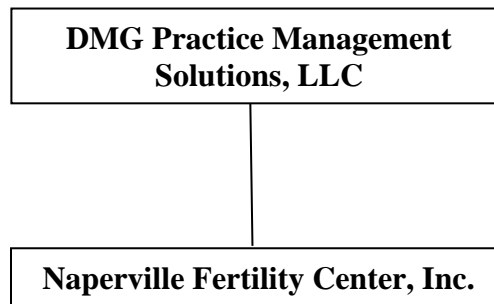 DMG Practice Management
Solutions, LLC
Naperville Fertility Center, Inc.